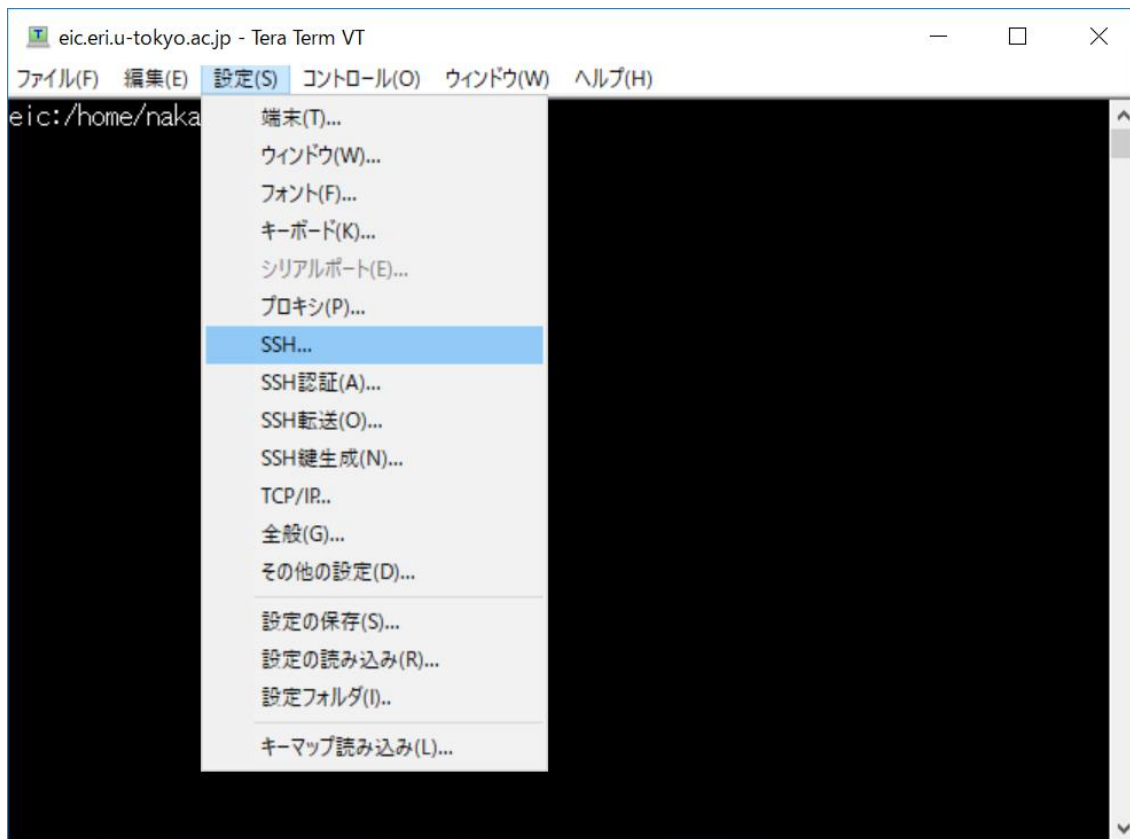 eic.eri.u-tokyo.ac.jp - Tera Term VT
ファイル(F) 編集(E) 設定(S) コントロール(O) ウィンドウ(W) ヘルプ(H)
eic:/home/naka
端末(T)...
ウィンドウ(W)...
フォント(F)...
キーボード(K)...
シリアルポート(E)...
プロキシ(P)...
SSH...
SSH認証(A)...
SSH転送(O)...
SSH鍵生成(N)...
TCP/IP...
全般(G)...
その他の設定(D)...
設定の保存(S)...
設定の読み込み(R)...
設定フォルダ(I)..
キーマップ読み込み(L)...